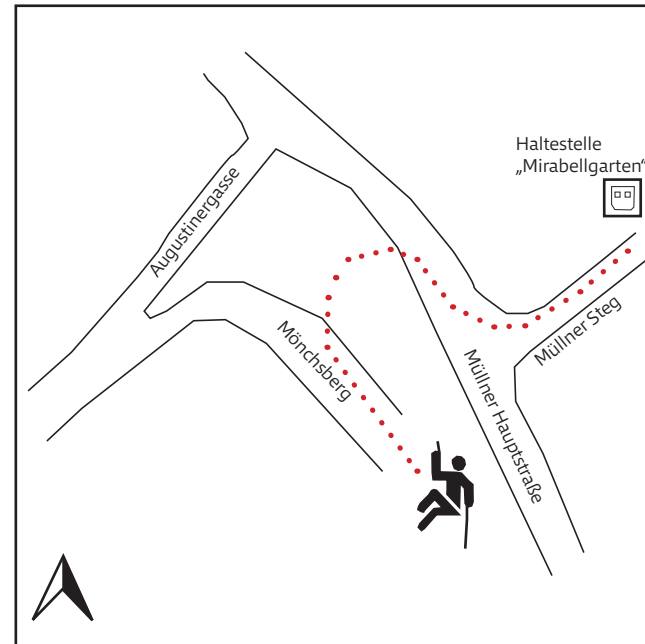 Haltestelle
„Mirabellgarten“
Augustinergasse
Müllner Steg
Mönchsberg
Müllner Hauptstraße